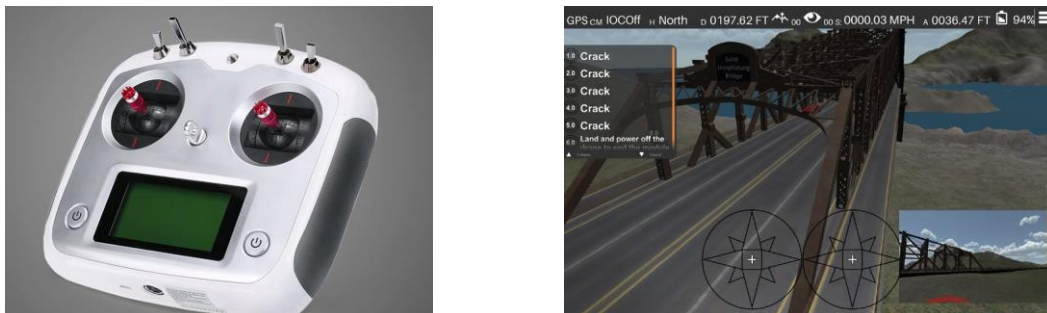 GPS CM IOCOff H North D 0197.62 FT 00 00 S: 0000.03 MPH A 0036.47 FT 94%
1.0 Crack
2.0 Crack
3.0 Crack
4.0 Crack
5.0 Crack
6.0 Land and power off the
drone to end the module
Saint
Bridge